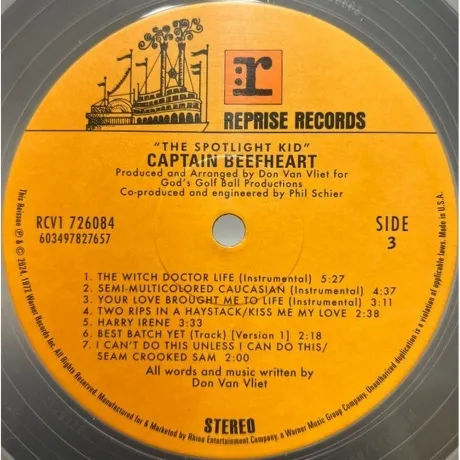 r
REPRISE RECORDS
"THE SPOTLIGHT KID"
CAPTAIN BEEFHEART
Produced and Arranged by Don Van Vliet for
God's Golf Ball Productions
Co-produced and engineered by Phil Schier
RCV1 726084
603497827657
SIDE
3
1. THE WITCH DOCTOR LIFE (Instrumental) 5:27
2. SEMI-MULTICOLORED CAUCASIAN (Instrumental) 4:37
3. YOUR LOVE BROUGHT ME TO LIFE (Instrumental) 3:11
4. TWO RIPS IN A HAYSTACK/KISS ME MY LOVE 2:38
5. HARRY IRENE 3:33
6. BEST BATCH YET (Track) [Version 1] 2:18
7. I CAN'T DO THIS UNLESS I CAN DO THIS/
SEAM CROOKED SAM 2:00
All words and music written by
Don Van Vliet
STEREO
This Reissue ℗ & © 2024, 1972 Warner Records Inc. All Rights Reserved. Manufactured for & Marketed by Rhino Entertainment Company, a Warner Music Group Company. Unauthorized duplication is a violation of applicable laws. Made in U.S.A.